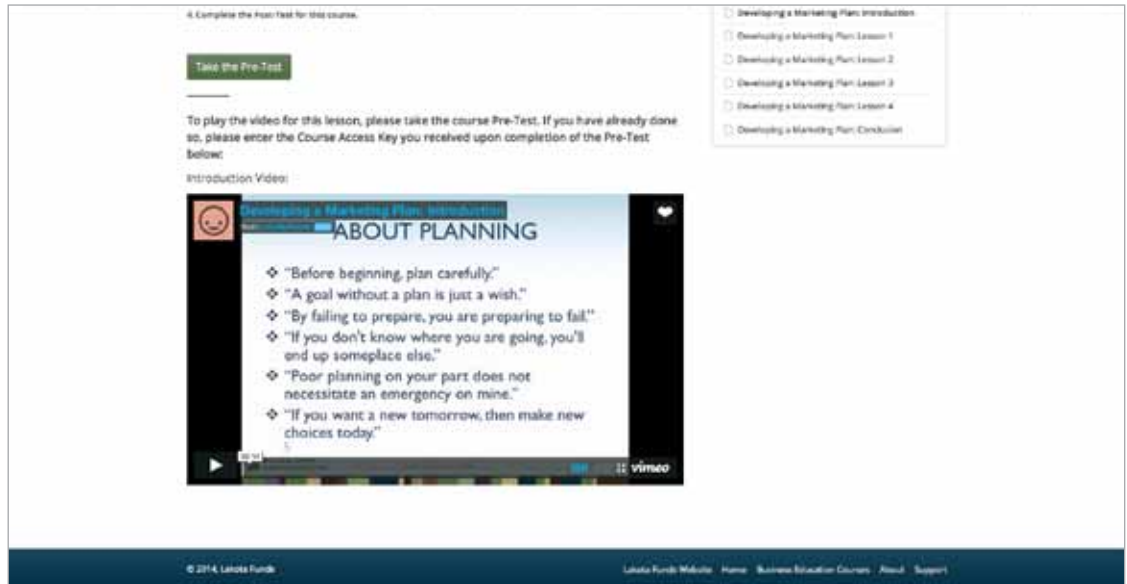 4. Complete the Post-Test for this course.
Take the Pre-Test
To play the video for this lesson, please take the course Pre-Test. If you have already done
so, please enter the Course Access Key you received upon completion of the Pre-Test
below:
Introduction Video:
Developing a Marketing Plan: Introduction
ABOUT PLANNING
❖ "Before beginning, plan carefully."
❖ "A goal without a plan is just a wish."
❖ "By failing to prepare, you are preparing to fail."
❖ "If you don't know where you are going, you'll
end up someplace else."
❖ "Poor planning on your part does not
necessitate an emergency on mine."
❖ "If you want a new tomorrow, then make new
choices today."
vimeo
Developing a Marketing Plan: Introduction
Developing a Marketing Plan: Lesson 1
Developing a Marketing Plan: Lesson 2
Developing a Marketing Plan: Lesson 3
Developing a Marketing Plan: Lesson 4
Developing a Marketing Plan: Conclusion
© 2014, Lakota Funds
Lakota Funds Website Home Business Education Courses About Support